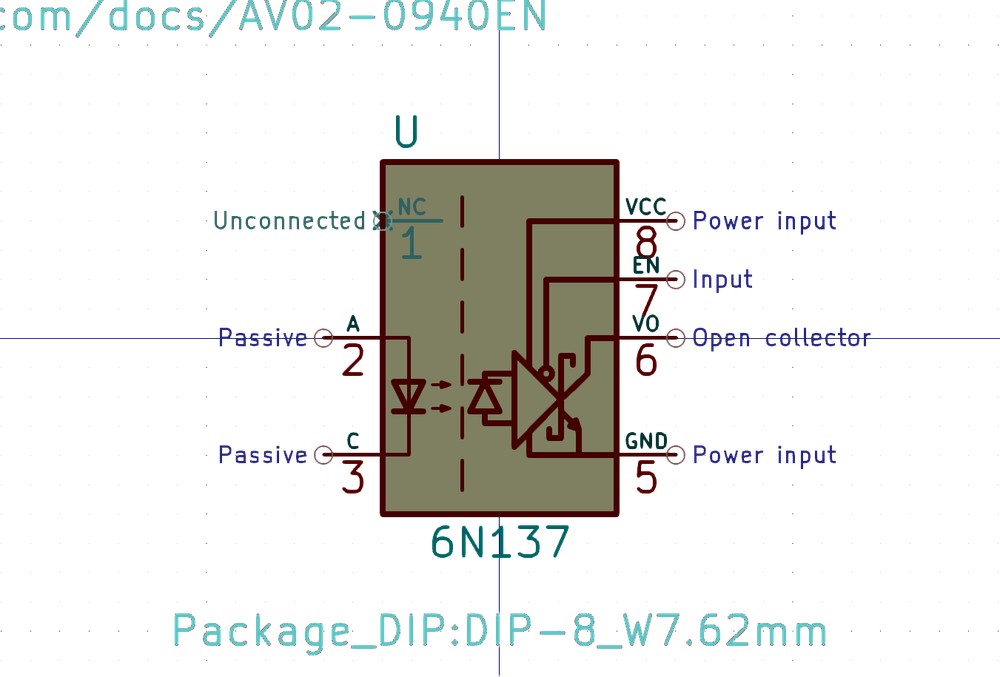 com/docs/AV02-0940EN
U
Unconnected NC 1
VCC 8 Power input
EN 7 Input
Passive A 2
VO 6 Open collector
Passive C 3
GND 5 Power input
6N137
Package_DIP:DIP-8_W7.62mm